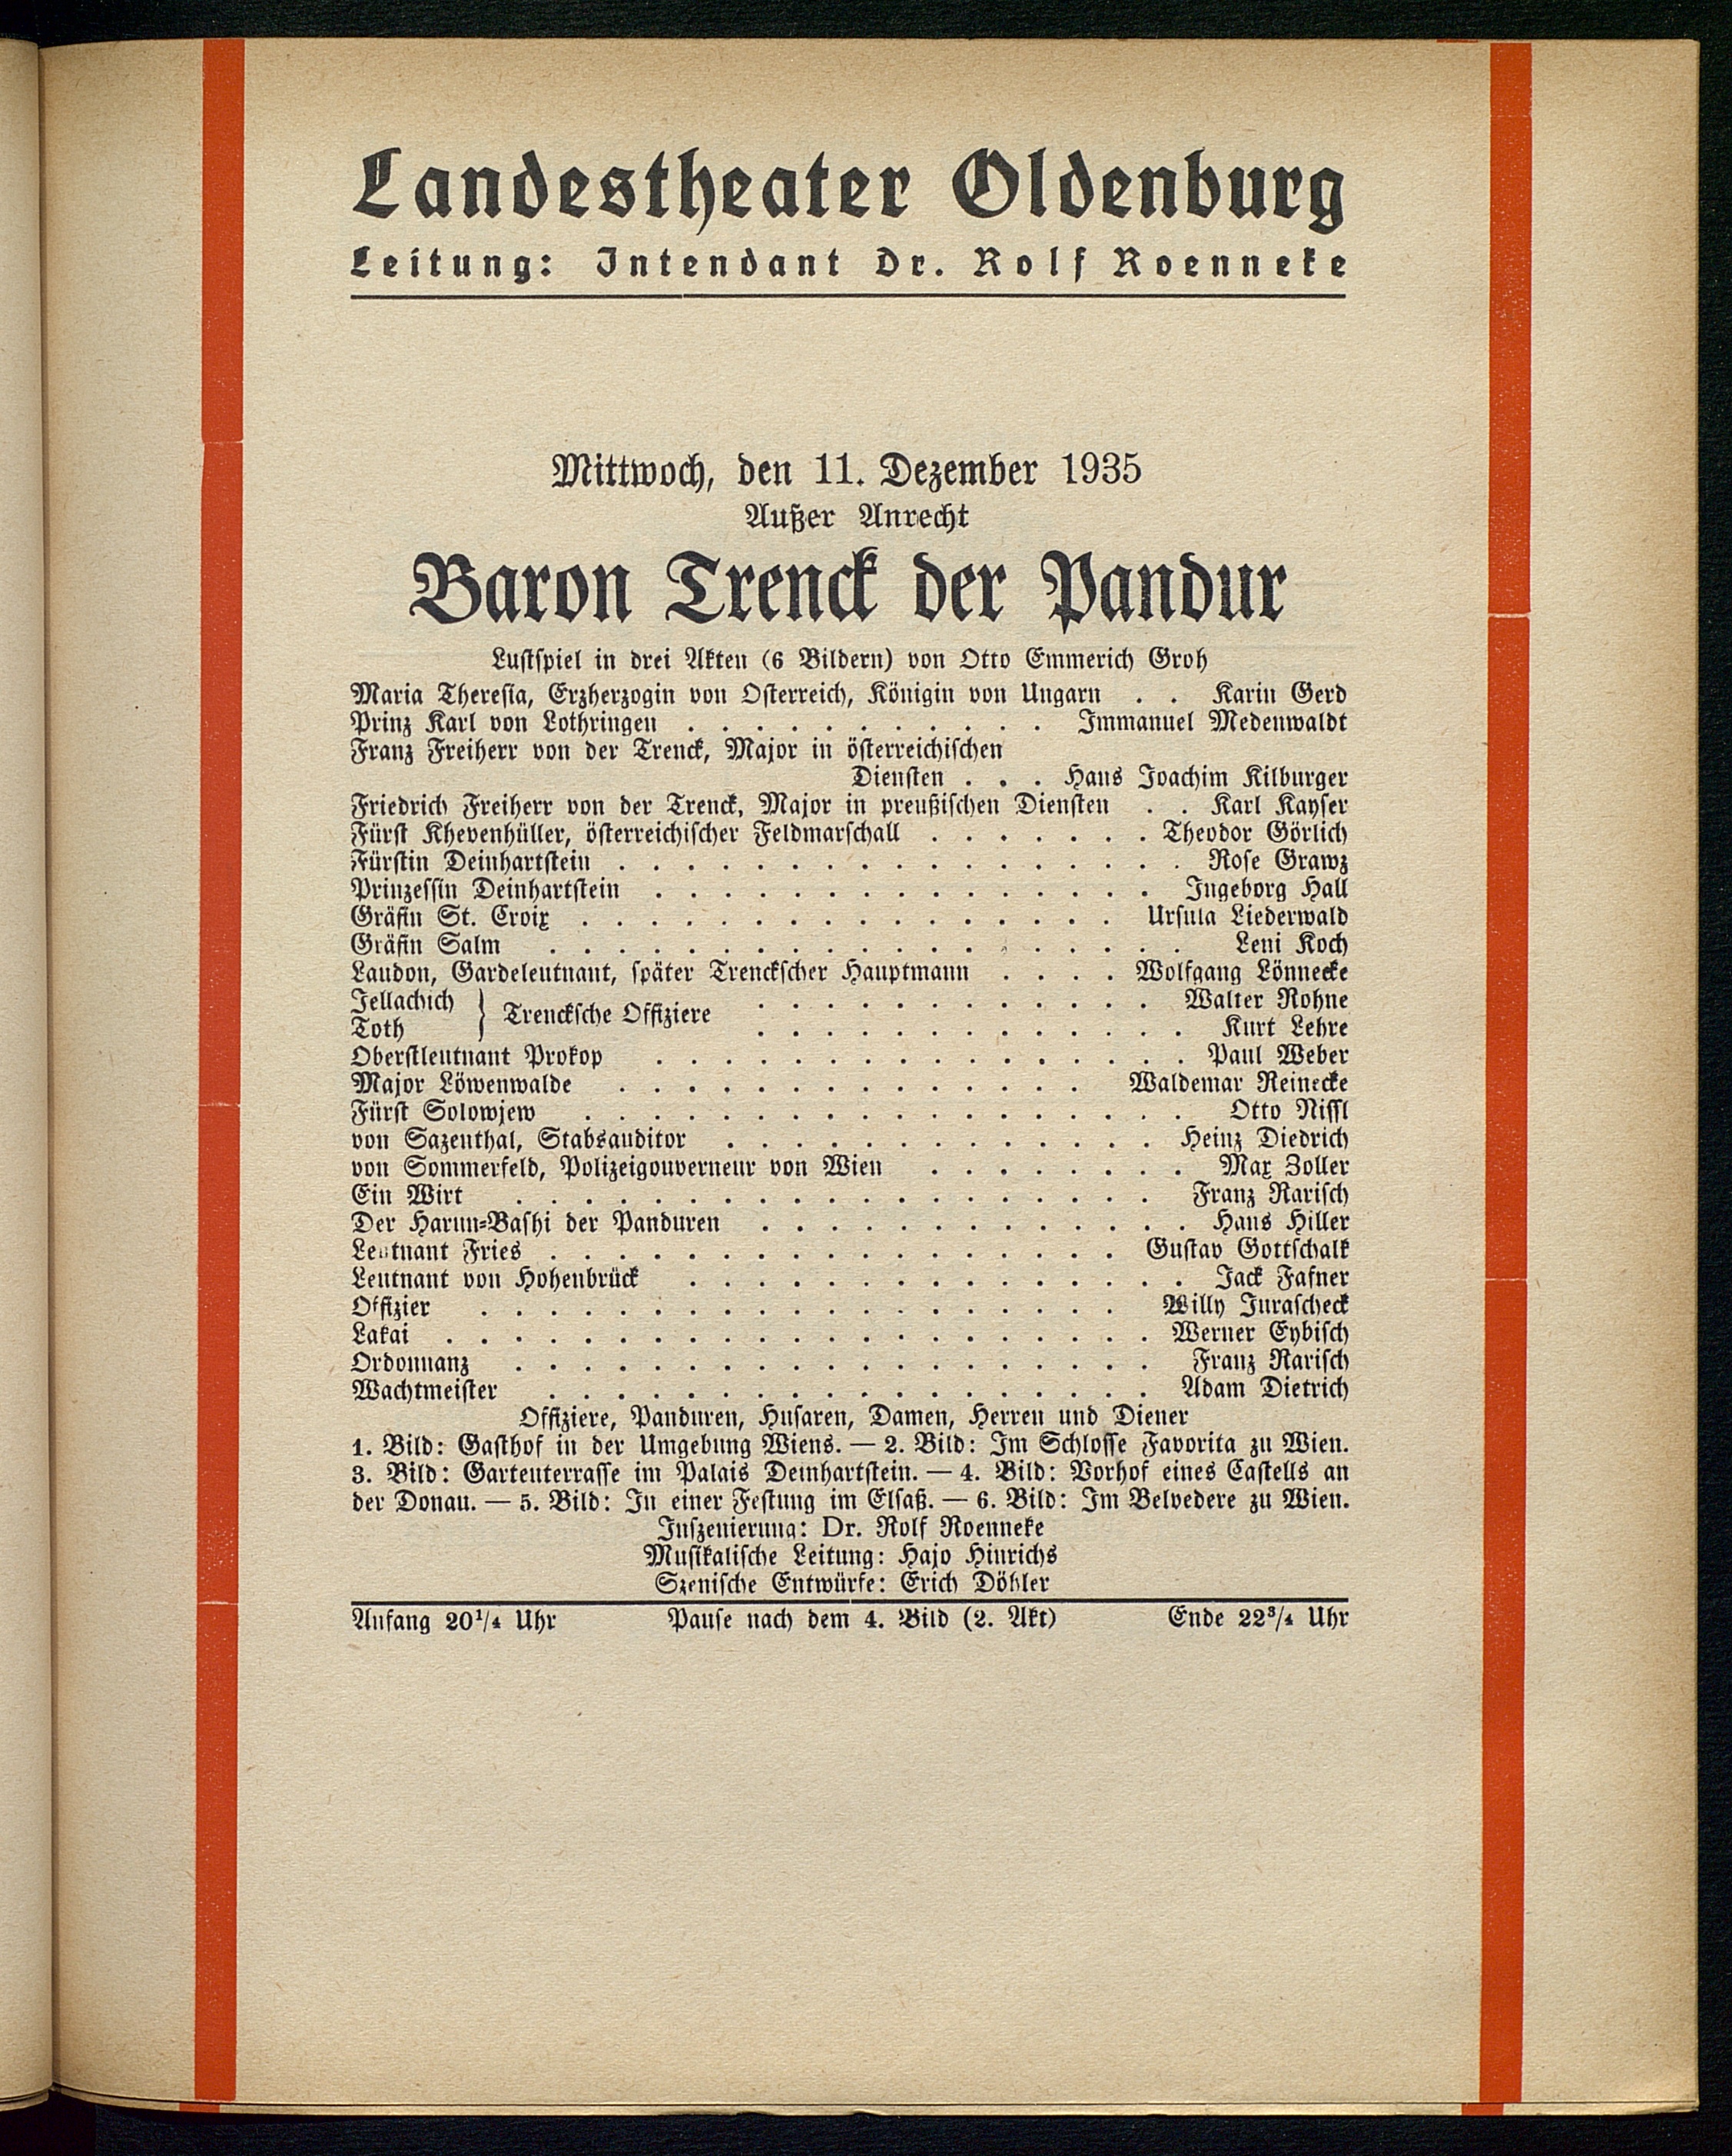 Landestheater Oldenburg
Leitung: Intendant Dr. Rolf Roenneke
Mittwoch, den 11. Dezember 1935
Außer Anrecht
Baron Trenck der Pandur
Lustspiel in drei Akten (6 Bildern) von Otto Emmerich Groh
Maria Theresia, Erzherzogin von Österreich, Königin von Ungarn . . Karin Gerd
Prinz Karl von Lothringen . . . . . . . . . . . Immanuel Medenwaldt
Franz Freiherr von der Trenck, Major in österreichischen
Diensten . . . Hans Joachim Kilburger
Friedrich Freiherr von der Trenck, Major in preußischen Diensten . . Karl Kayser
Fürst Khevenhüller, österreichischer Feldmarschall . . . . . . . Theodor Görlich
Fürstin Deinhartstein . . . . . . . . . . . . . . . . . Rose Grawz
Prinzessin Deinhartstein . . . . . . . . . . . . . . . Ingeborg Hall
Gräfin St. Croix . . . . . . . . . . . . . . . . Ursula Liederwald
Gräfin Salm . . . . . . . . . . . . . . . . . . . Leni Koch
Laudon, Gardeleutnant, später Trenckscher Hauptmann . . . . Wolfgang Lönnecke
Jellachich } Trencksche Offiziere . . . . . . . . . . . . Walter Rohne
Toth . . . . . . . . . . . . . Kurt Lehre
Oberstleutnant Prokop . . . . . . . . . . . . . . . . Paul Weber
Major Löwenwalde . . . . . . . . . . . . . . Waldemar Reinecke
Fürst Solowjew . . . . . . . . . . . . . . . . . . Otto Nissl
von Sazenthal, Stabsauditor . . . . . . . . . . . . . Heinz Diedrich
von Sommerfeld, Polizeigouverneur von Wien . . . . . . . . Max Zoller
Ein Wirt . . . . . . . . . . . . . . . . . . . Franz Rarisch
Der Harun-Bashi der Panduren . . . . . . . . . . . . . Hans Hiller
Leutnant Fries . . . . . . . . . . . . . . . . . Gustav Gottschalk
Leutnant von Hohenbrück . . . . . . . . . . . . . . . Jack Fafner
Offizier . . . . . . . . . . . . . . . . . . . Willy Jurascheck
Lakai . . . . . . . . . . . . . . . . . . . . . Werner Eybisch
Ordonnanz . . . . . . . . . . . . . . . . . . . Franz Rarisch
Wachtmeister . . . . . . . . . . . . . . . . . . Adam Dietrich
Offiziere, Panduren, Husaren, Damen, Herren und Diener
1. Bild: Gasthof in der Umgebung Wiens. — 2. Bild: Im Schlosse Favorita zu Wien.
3. Bild: Gartenterrasse im Palais Deinhartstein. — 4. Bild: Vorhof eines Castells an
der Donau. — 5. Bild: In einer Festung im Elsaß. — 6. Bild: Im Belvedere zu Wien.
Inszenierung: Dr. Rolf Roenneke
Musikalische Leitung: Hajo Hinrichs
Szenische Entwürfe: Erich Döhler
Anfang 20¹/₄ Uhr Pause nach dem 4. Bild (2. Akt) Ende 22³/₄ Uhr